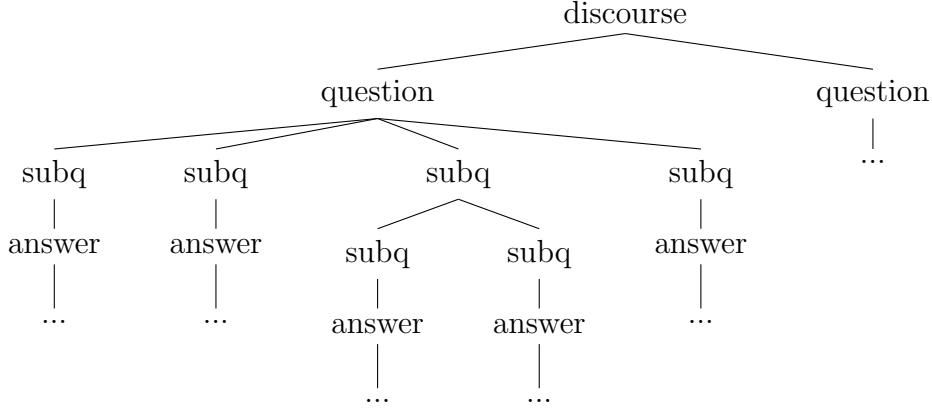 discourse
question question
subq subq subq subq ...
answer answer subq subq answer
... ... answer answer ...
... ...